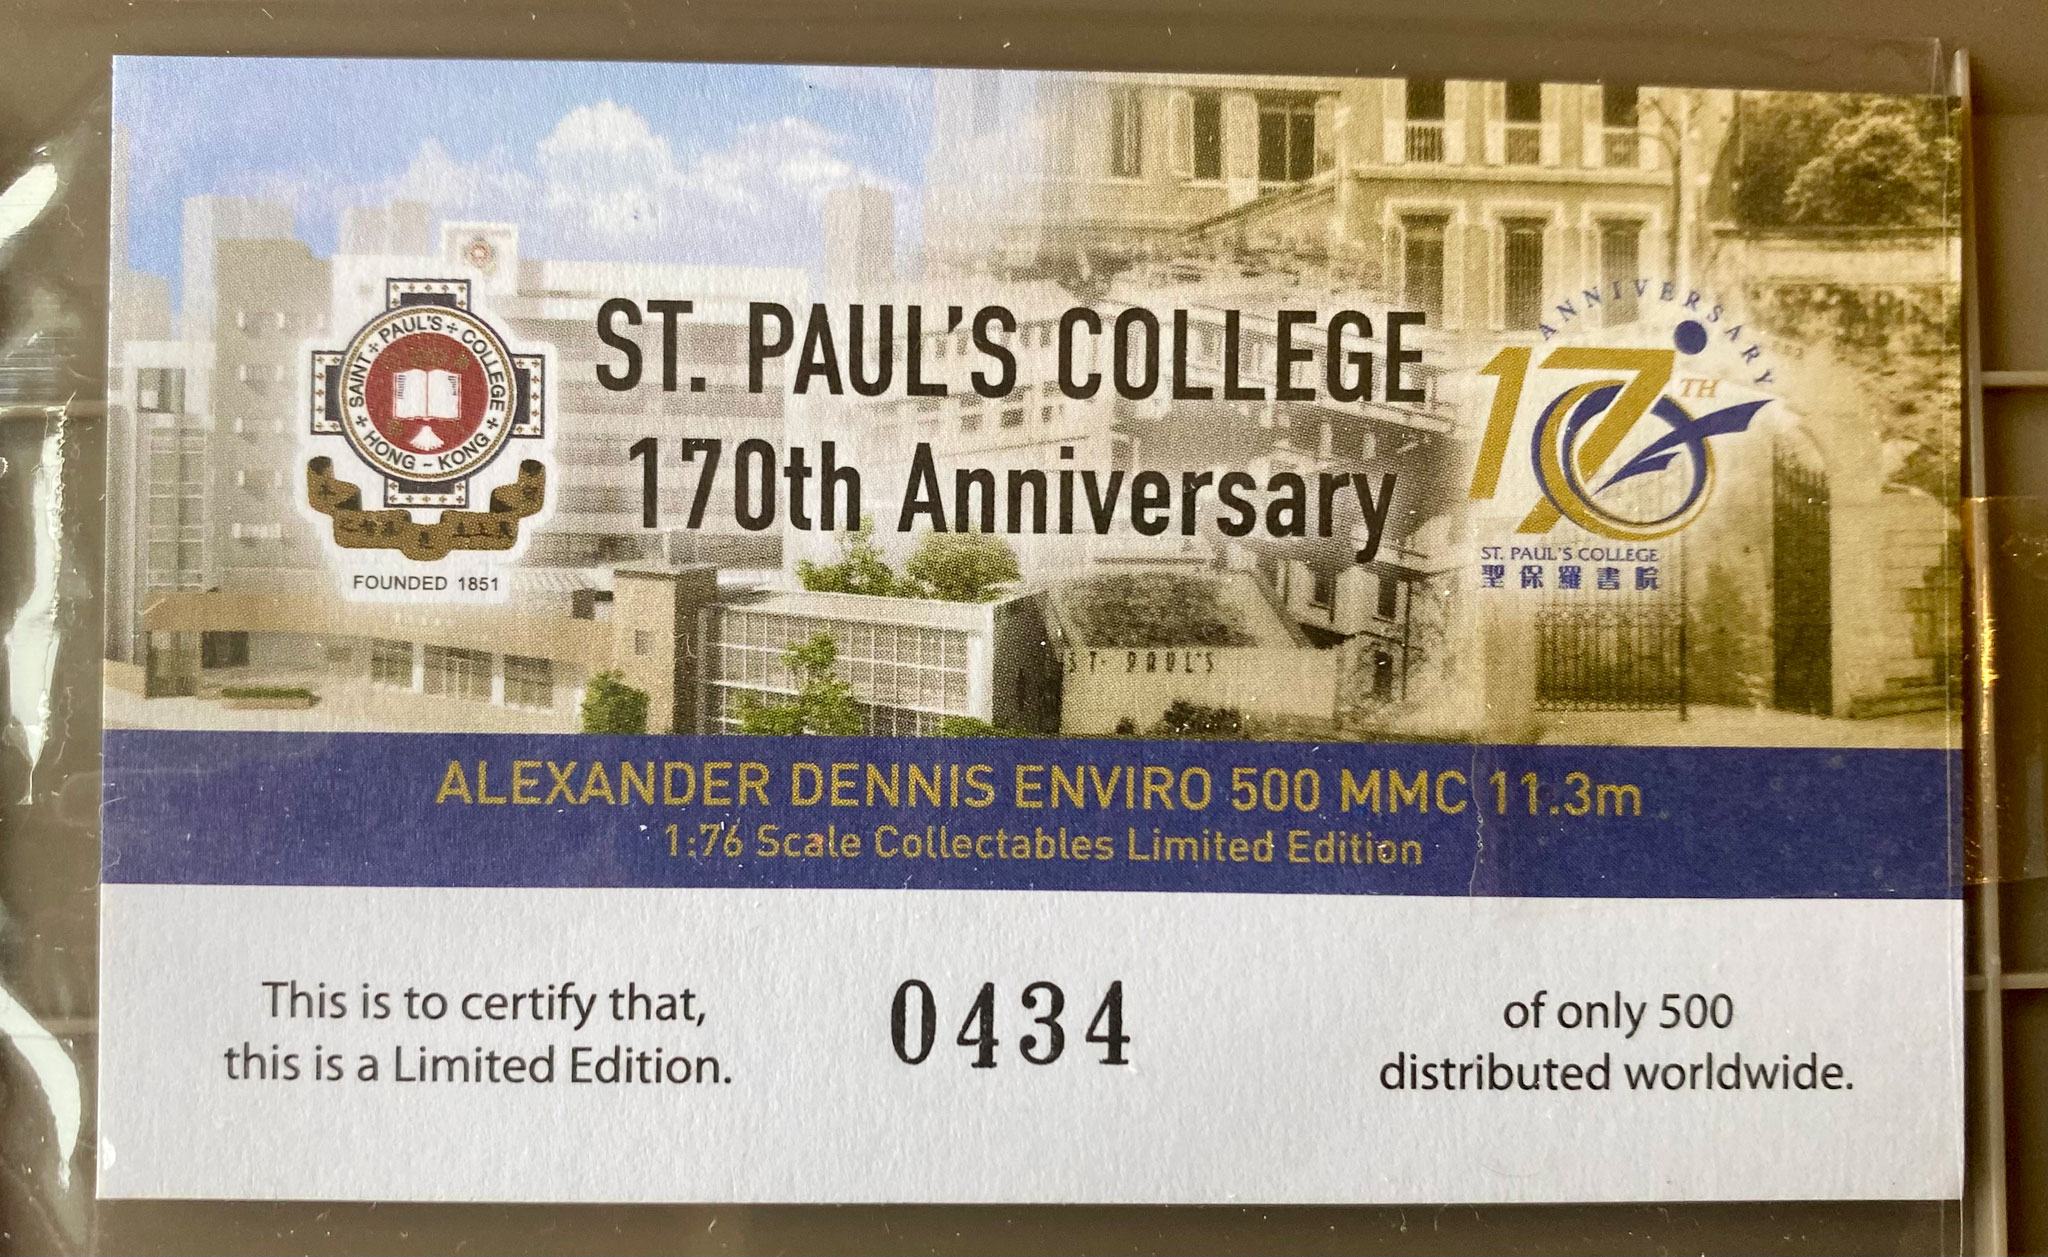 SAINT PAUL'S COLLEGE
HONG ~ KONG
FOUNDED 1851
ST. PAUL'S COLLEGE
170th Anniversary
ANNIVERSARY
170TH
ST. PAUL'S COLLEGE
聖保羅書院
ST. PAUL'S
ALEXANDER DENNIS ENVIRO 500 MMC 11.3m
1:76 Scale Collectables Limited Edition
This is to certify that,
this is a Limited Edition.
0434
of only 500
distributed worldwide.